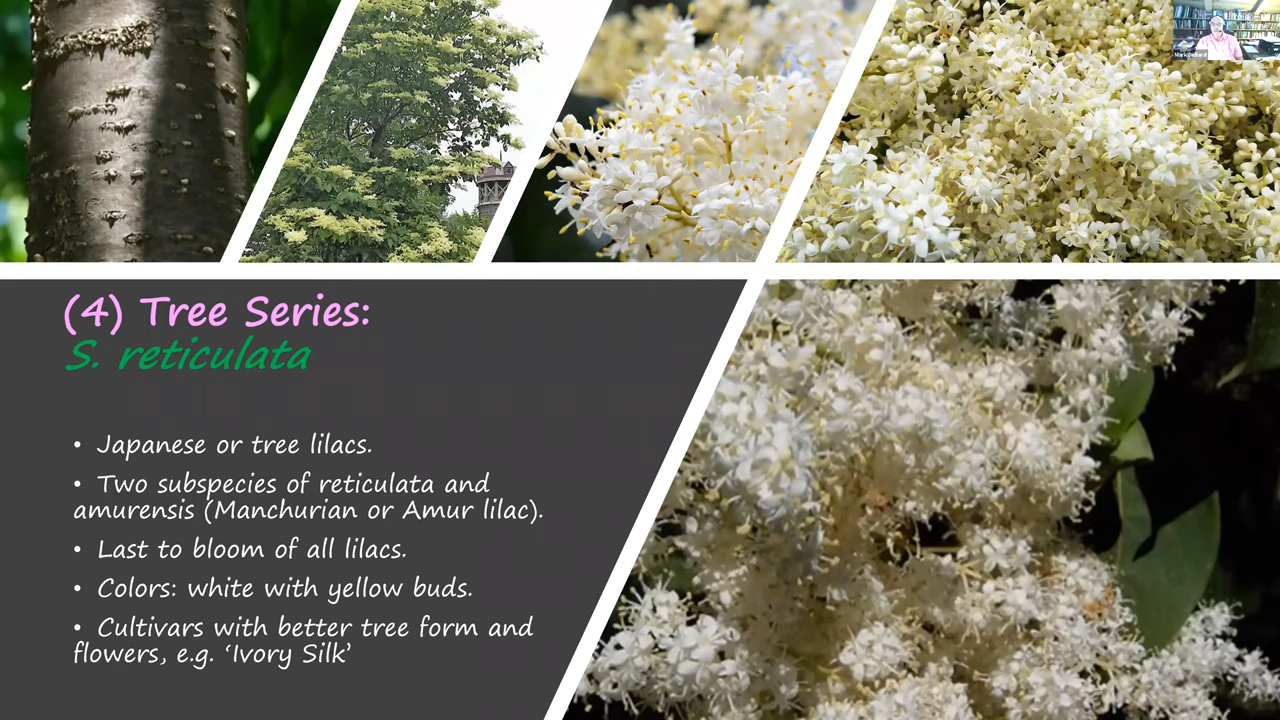 (4) Tree Series:
S. reticulata
• Japanese or tree lilacs.
• Two subspecies of reticulata and
amurensis (Manchurian or Amur lilac).
• Last to bloom of all lilacs.
• Colors: white with yellow buds.
• Cultivars with better tree form and
flowers, e.g. ‘Ivory Silk’